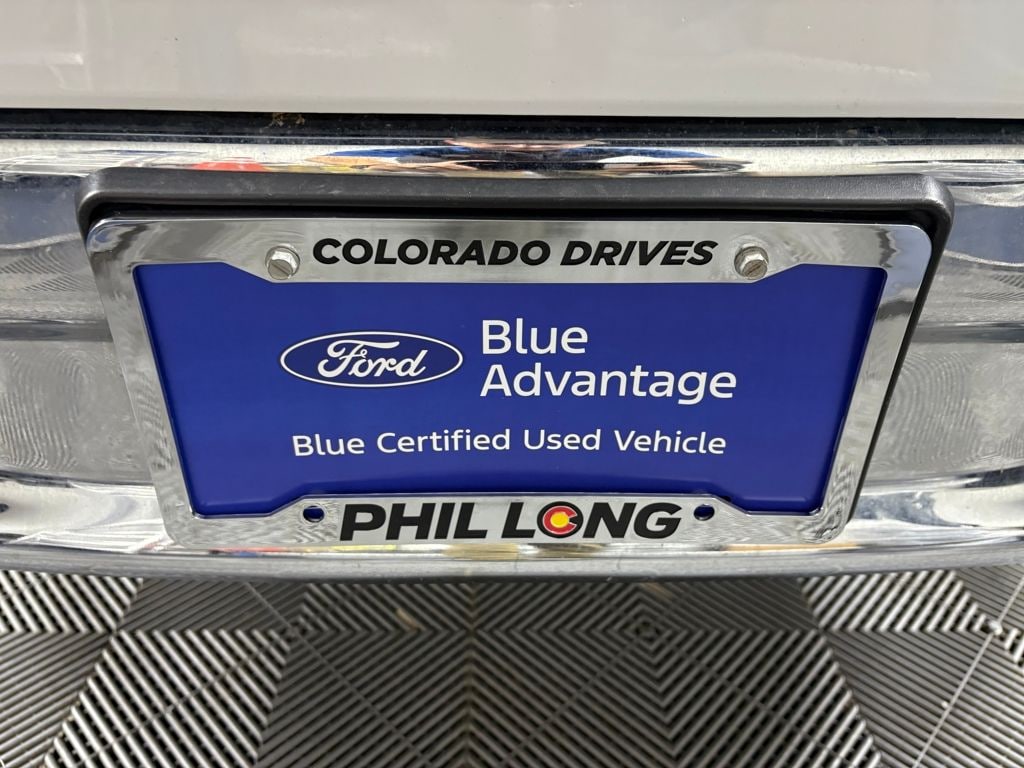 COLORADO DRIVES
Ford
Blue
Advantage
Blue Certified Used Vehicle
PHIL LONG